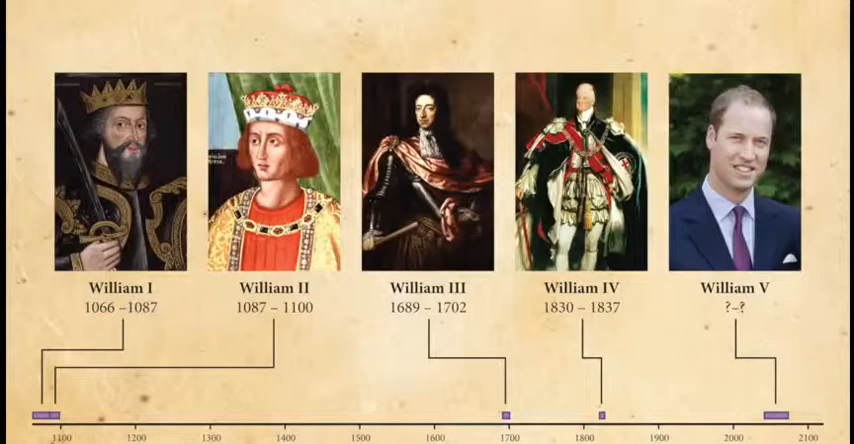 William I
1066 –1087
William II
1087 – 1100
William III
1689 – 1702
William IV
1830 – 1837
William V
?–?
1100 1200 1300 1400 1500 1600 1700 1800 1900 2000 2100